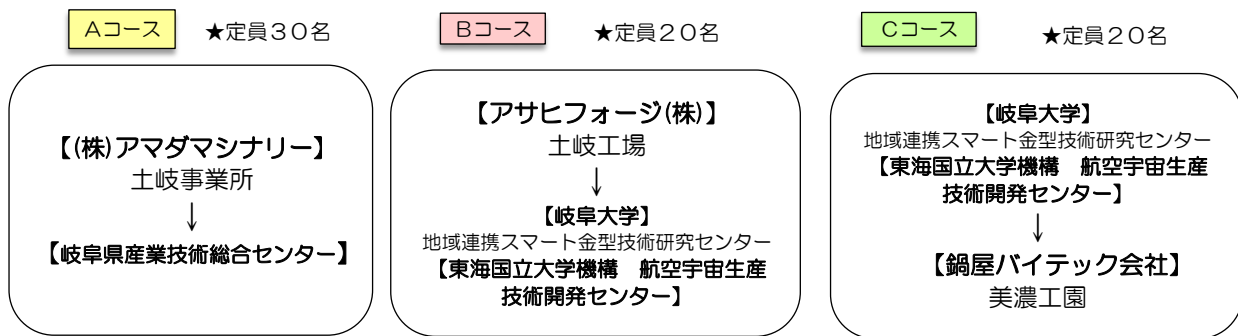 Aコース ★定員30名
【(株)アマダマシナリー】
土岐事業所
↓
【岐阜県産業技術総合センター】
Bコース ★定員20名
【アサヒフォージ(株)】
土岐工場
↓
【岐阜大学】
地域連携スマート金型技術研究センター
【東海国立大学機構 航空宇宙生産
技術開発センター】
Cコース ★定員20名
【岐阜大学】
地域連携スマート金型技術研究センター
【東海国立大学機構 航空宇宙生産
技術開発センター】
↓
【鍋屋バイテック会社】
美濃工園